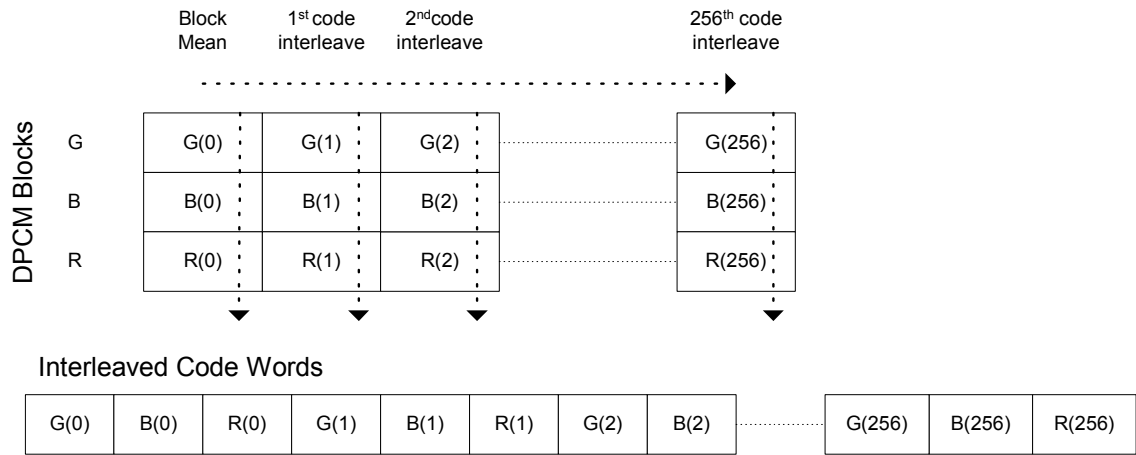 Block
Mean
1st code
interleave
2nd code
interleave
256th code
interleave
DPCM Blocks
G G(0) G(1) G(2) G(256)
B B(0) B(1) B(2) B(256)
R R(0) R(1) R(2) R(256)
Interleaved Code Words
G(0) B(0) R(0) G(1) B(1) R(1) G(2) B(2) G(256) B(256) R(256)